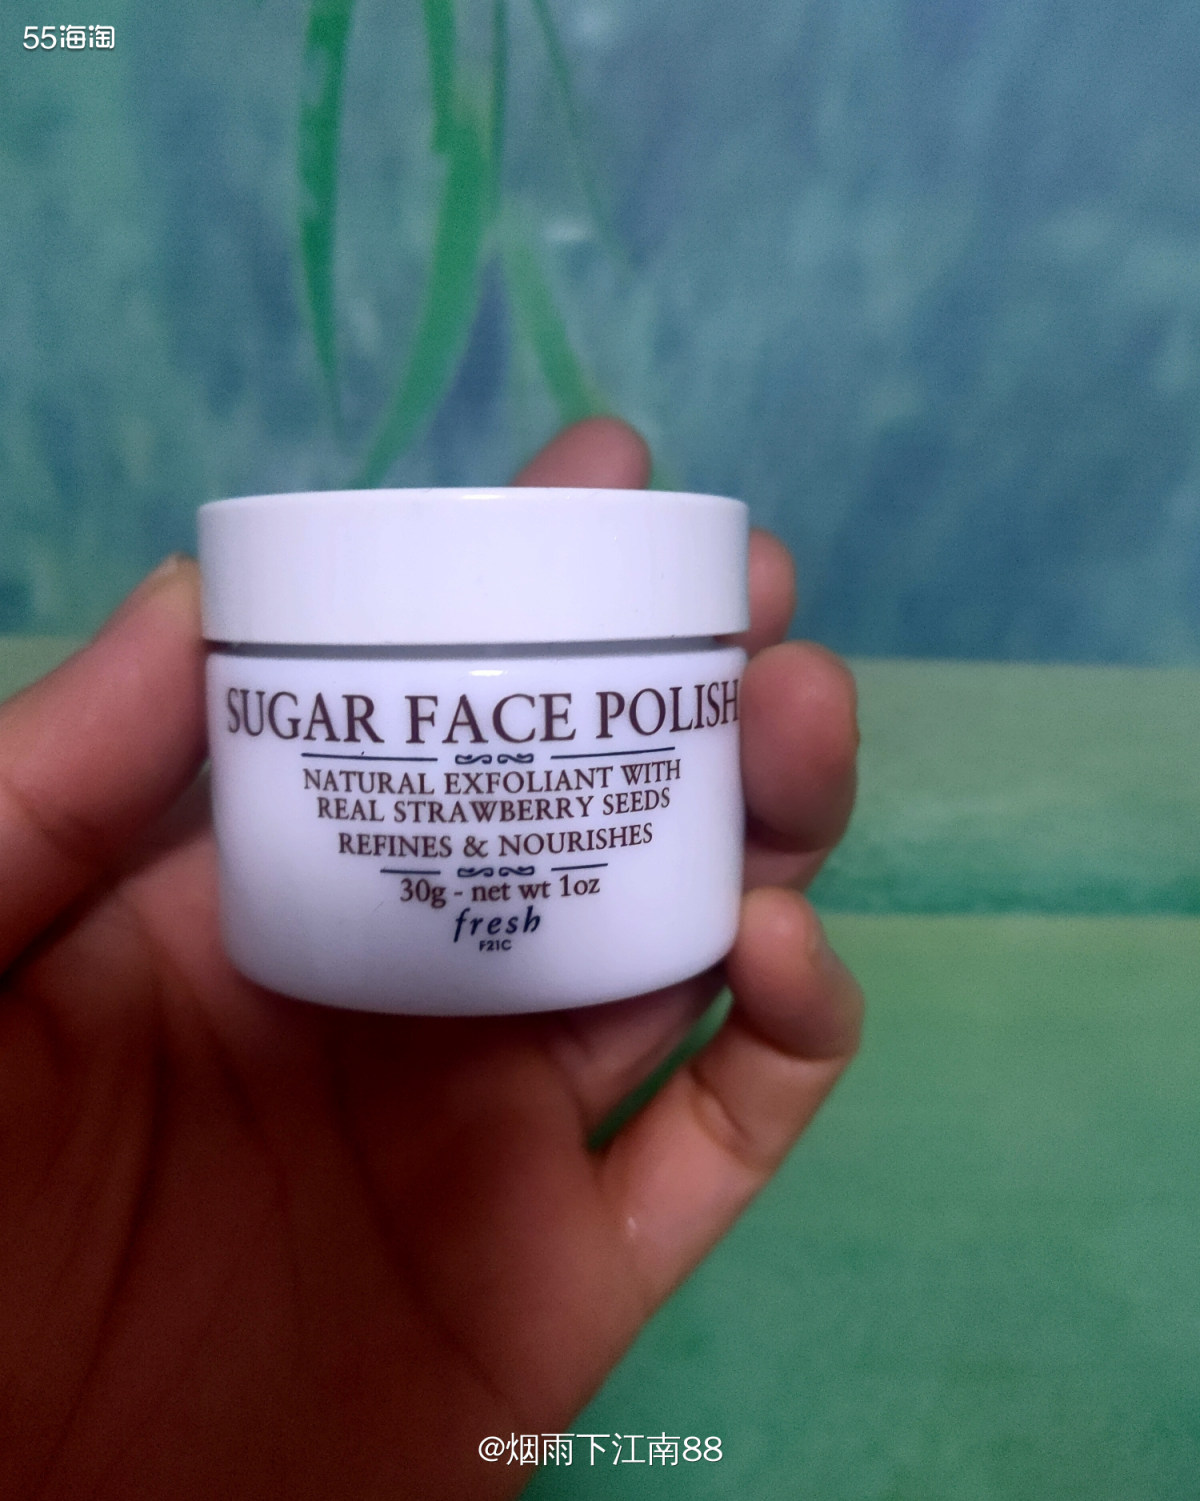 55海淘
SUGAR FACE POLISH
NATURAL EXFOLIANT WITH
REAL STRAWBERRY SEEDS
REFINES & NOURISHES
30g - net wt 1oz
fresh
F21C
@烟雨下江南88